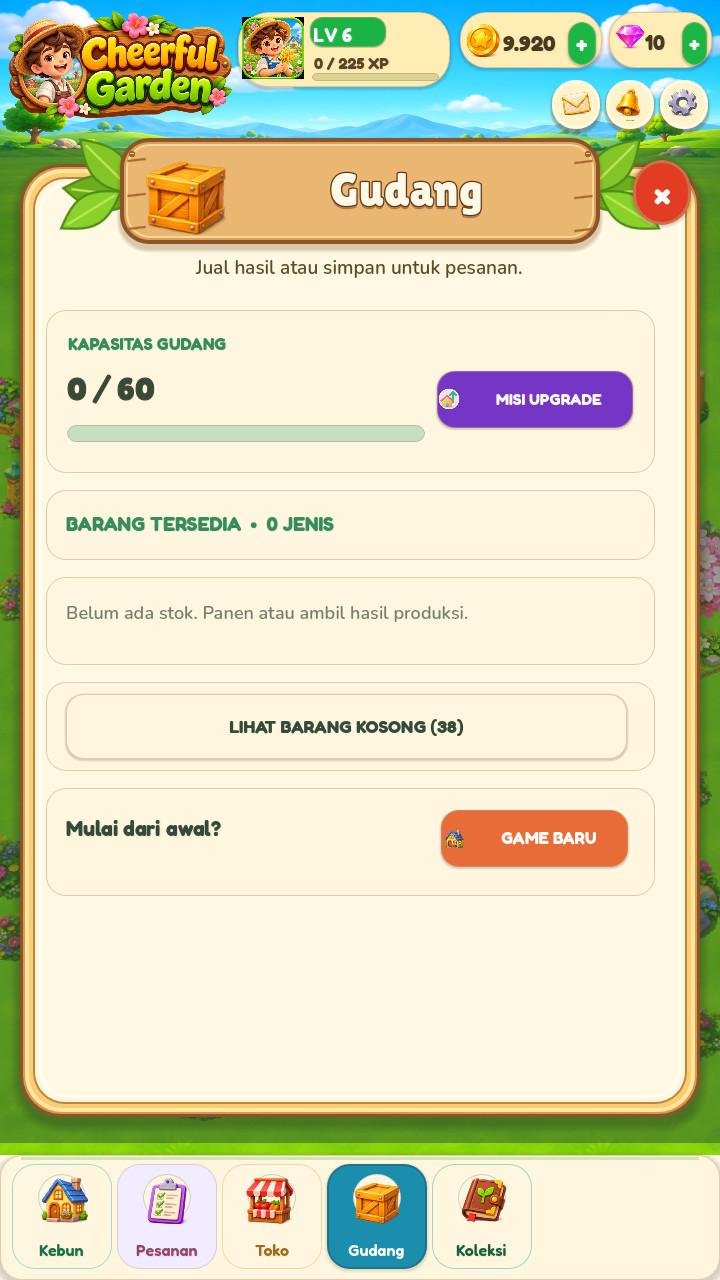 Cheerful
Garden
LV 6
0 / 225 XP
9.920
+
10
+
Gudang
×
Jual hasil atau simpan untuk pesanan.
KAPASITAS GUDANG
0 / 60
MISI UPGRADE
BARANG TERSEDIA • 0 JENIS
Belum ada stok. Panen atau ambil hasil produksi.
LIHAT BARANG KOSONG (38)
Mulai dari awal?
GAME BARU
Kebun
Pesanan
Toko
Gudang
Koleksi